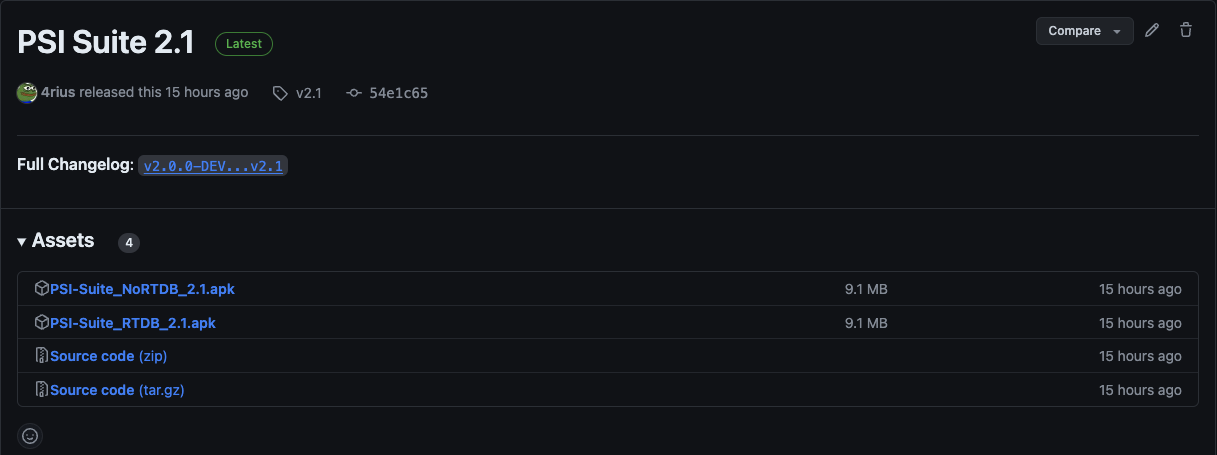 PSI Suite 2.1 Latest Compare
4rius released this 15 hours ago v2.1 54e1c65
Full Changelog: v2.0.0-DEV...v2.1
Assets 4
PSI-Suite_NoRTDB_2.1.apk 9.1 MB 15 hours ago
PSI-Suite_RTDB_2.1.apk 9.1 MB 15 hours ago
Source code (zip) 15 hours ago
Source code (tar.gz) 15 hours ago